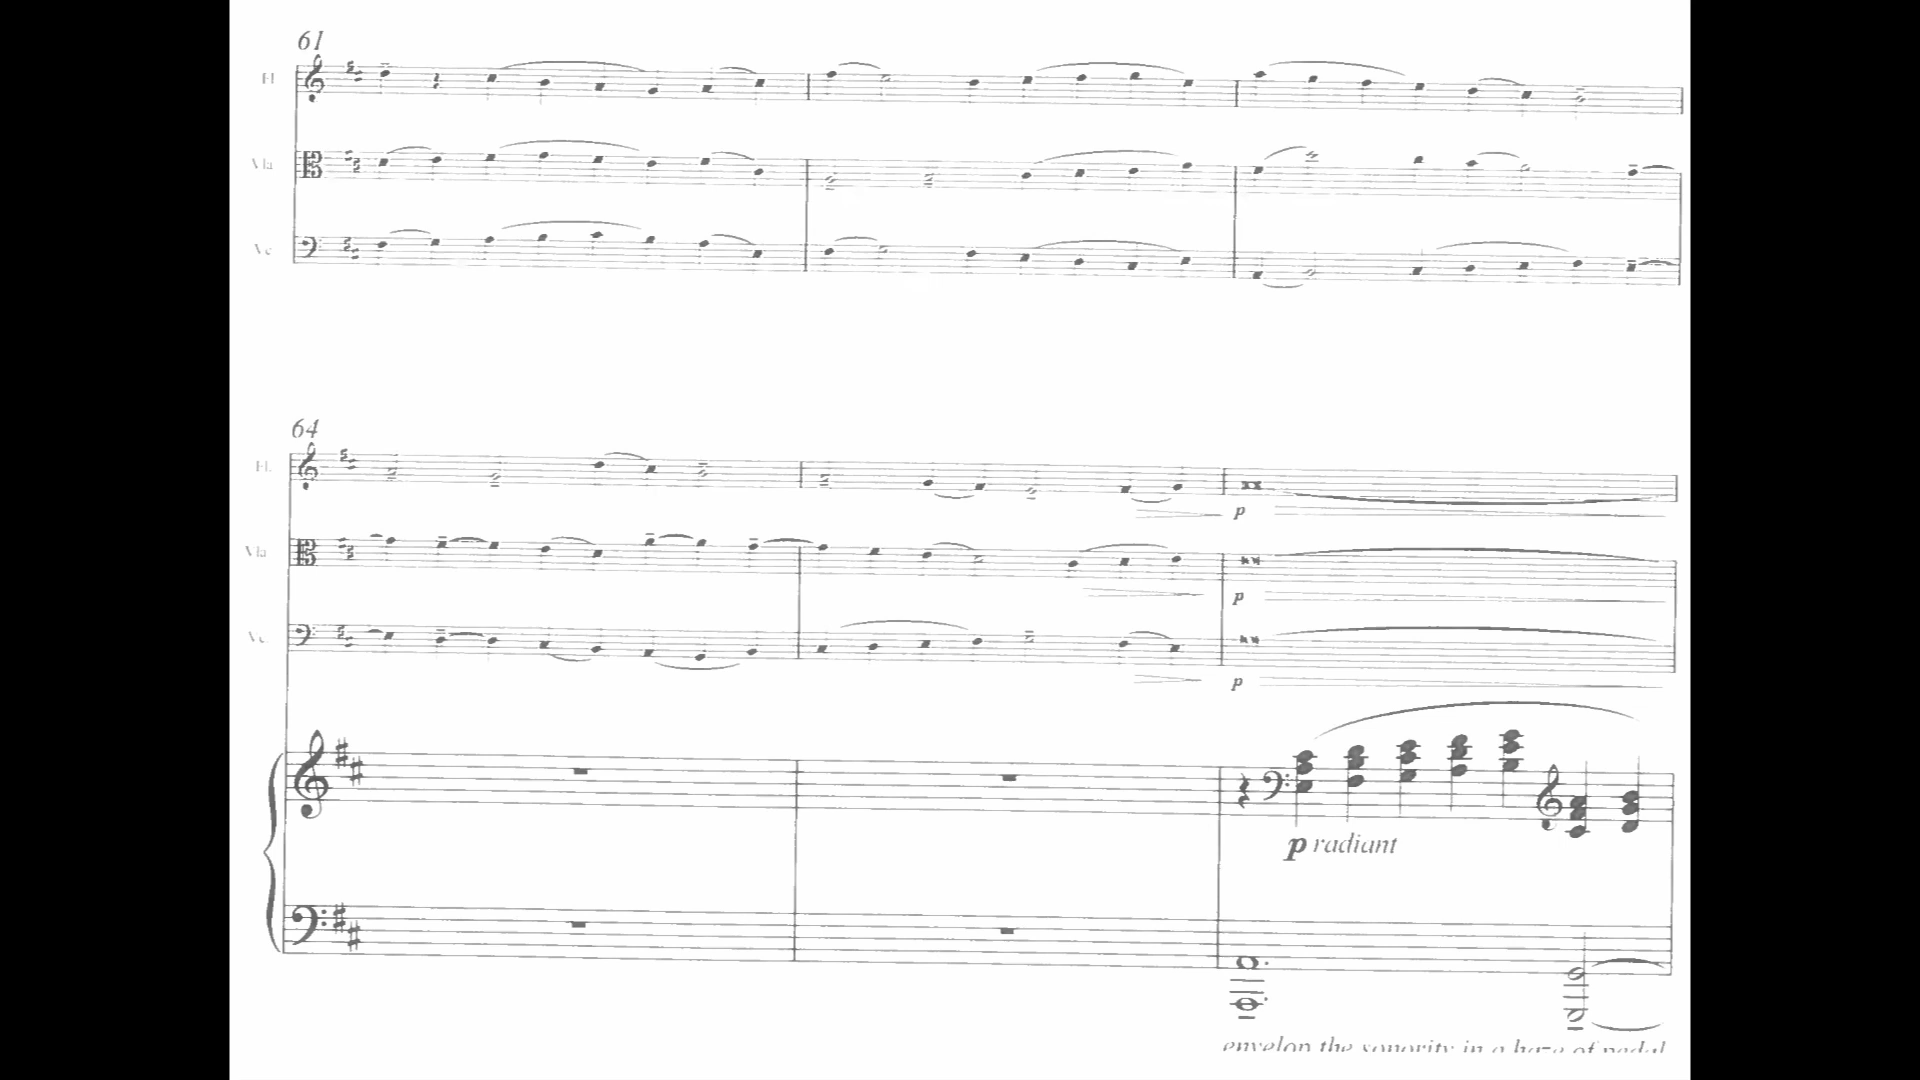 61
Fl
Vla
Vc
64
Fl.
Vla
Vc
p
p
p
p radiant
envelop the sonority in a haze of pedal